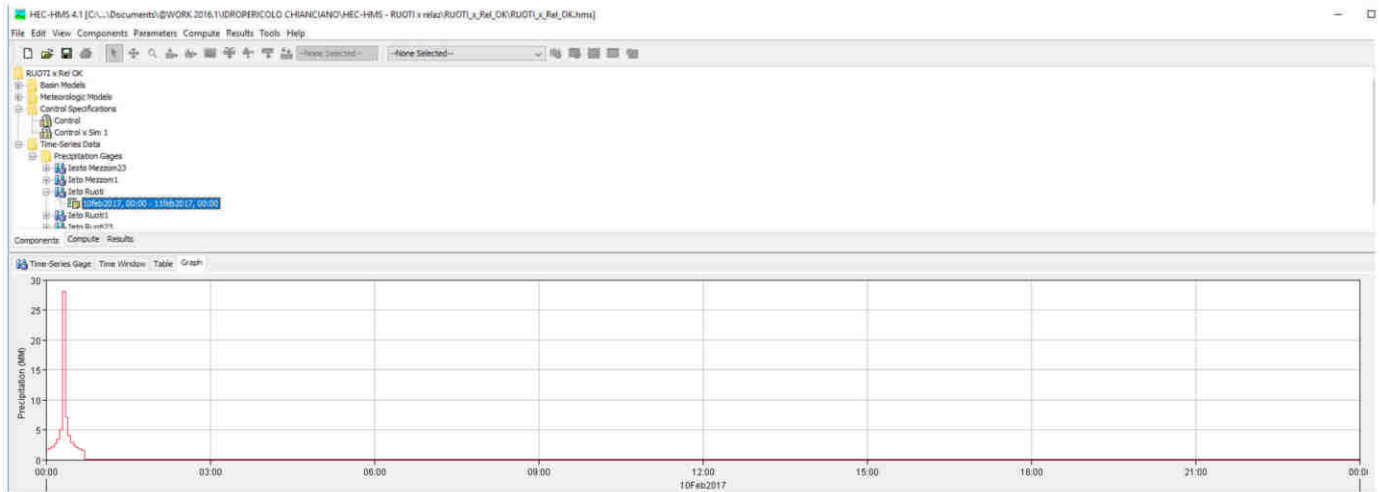 HEC-HMS 4.1 [C:\...\Documents\@WORK 2016.1\IDROPERICOLO CHIANCIANO\HEC-HMS - RUOTI x relaz\RUOTI_x_Rel_OK\RUOTI_x_Rel_OK.hms]
File Edit View Components Parameters Compute Results Tools Help
--None Selected-- --None Selected--
RUOTI x Rel OK
Basin Models
Meteorologic Models
Control Specifications
Control
Control x Sim 1
Time-Series Data
Precipitation Gages
Iesto Mezzom23
Ieto Mezzom1
Ieto Ruoti
10feb2017, 00:00 - 11feb2017, 00:00
Ieto Ruoti1
Ieto Ruoti23
Components Compute Results
Time-Series Gage Time Window Table Graph
Precipitation (MM)
30
25
20
15
10
5
0
00:00 03:00 06:00 09:00 12:00 15:00 18:00 21:00 00:0
10Feb2017